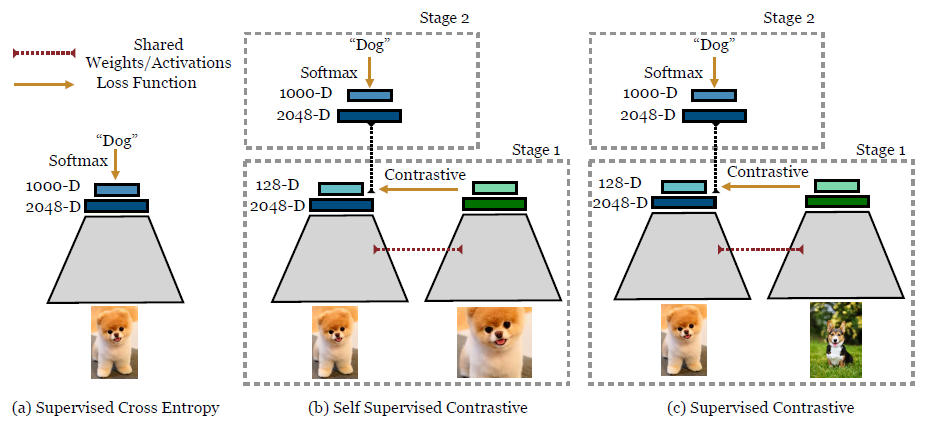 Shared
Weights/Activations
Loss Function
"Dog"
Softmax
1000-D
2048-D
(a) Supervised Cross Entropy
Stage 2
"Dog"
Softmax
1000-D
2048-D
Stage 1
Contrastive
128-D
2048-D
(b) Self Supervised Contrastive
Stage 2
"Dog"
Softmax
1000-D
2048-D
Stage 1
Contrastive
128-D
2048-D
(c) Supervised Contrastive